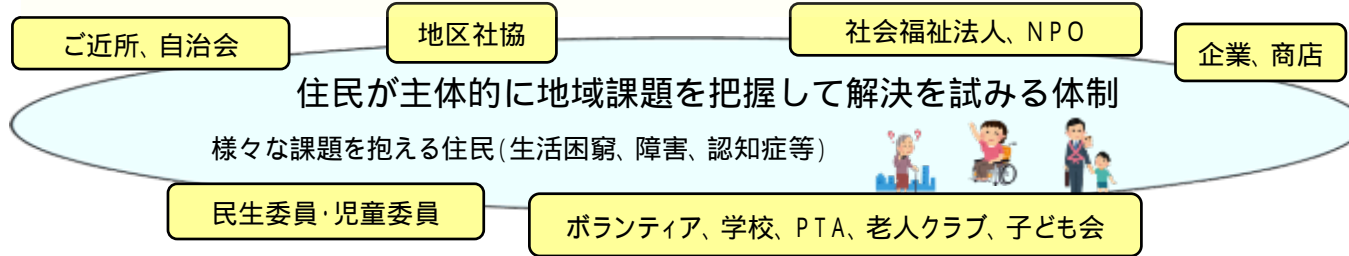 ご近所、自治会
地区社協
社会福祉法人、NPO
企業、商店
住民が主体的に地域課題を把握して解決を試みる体制
様々な課題を抱える住民(生活困窮、障害、認知症等)
民生委員・児童委員
ボランティア、学校、PTA、老人クラブ、子ども会